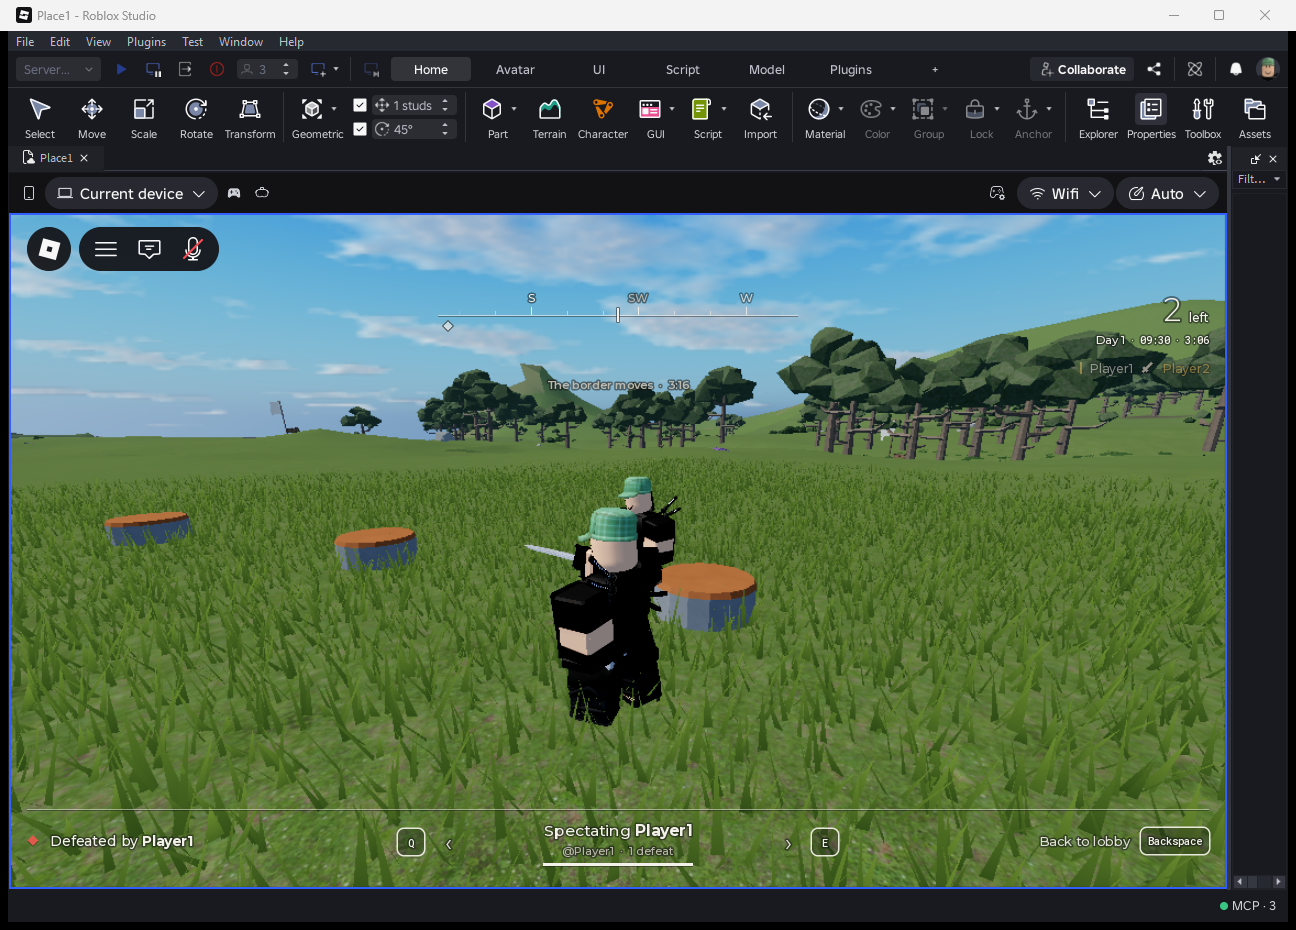 Place1 - Roblox Studio
File Edit View Plugins Test Window Help
Server... 3 Home Avatar UI Script Model Plugins + Collaborate
1 studs
45°
Select Move Scale Rotate Transform Geometric Part Terrain Character GUI Script Import Material Color Group Lock Anchor Explorer Properties Toolbox Assets
Place1
Filt...
Current device Wifi Auto
S SW W
2 left
Day 1 · 09:30 · 3:06
Player1 Player2
The border moves · 3:16
Defeated by Player1
Q ‹ Spectating Player1 › E
@Player1 · 1 defeat
Back to lobby Backspace
MCP · 3